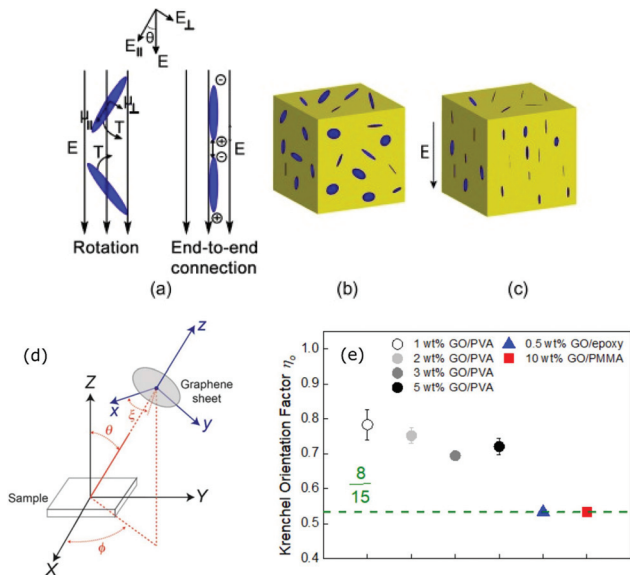 E⊥
θ
E∥
E
μ∥
μ⊥
T
T
E
E
⊖
⊕
⊖
⊕
Rotation
End-to-end
connection
(a)
(b)
E
(c)
(d)
z
Graphene
sheet
x
ξ
y
Z
θ
Sample
Y
X
ϕ
(e)
1 wt% GO/PVA
2 wt% GO/PVA
3 wt% GO/PVA
5 wt% GO/PVA
0.5 wt% GO/epoxy
10 wt% GO/PMMA
Krenchel Orientation Factor ηₒ
1.0
0.9
0.8
0.7
0.6
0.5
0.4
8
15